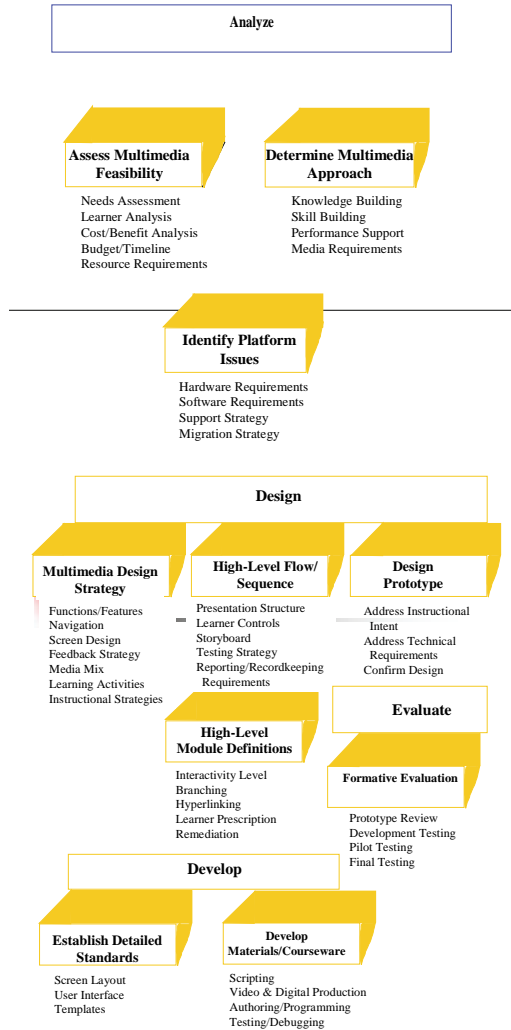 Analyze
Assess Multimedia
Feasibility
Needs Assessment
Learner Analysis
Cost/Benefit Analysis
Budget/Timeline
Resource Requirements
Determine Multimedia
Approach
Knowledge Building
Skill Building
Performance Support
Media Requirements
Identify Platform
Issues
Hardware Requirements
Software Requirements
Support Strategy
Migration Strategy
Design
Multimedia Design
Strategy
Functions/Features
Navigation
Screen Design
Feedback Strategy
Media Mix
Learning Activities
Instructional Strategies
High-Level Flow/
Sequence
Presentation Structure
Learner Controls
Storyboard
Testing Strategy
Reporting/Recordkeeping
Requirements
Design
Prototype
Address Instructional
Intent
Address Technical
Requirements
Confirm Design
High-Level
Module Definitions
Interactivity Level
Branching
Hyperlinking
Learner Prescription
Remediation
Evaluate
Formative Evaluation
Prototype Review
Development Testing
Pilot Testing
Final Testing
Develop
Establish Detailed
Standards
Screen Layout
User Interface
Templates
Develop
Materials/Courseware
Scripting
Video & Digital Production
Authoring/Programming
Testing/Debugging